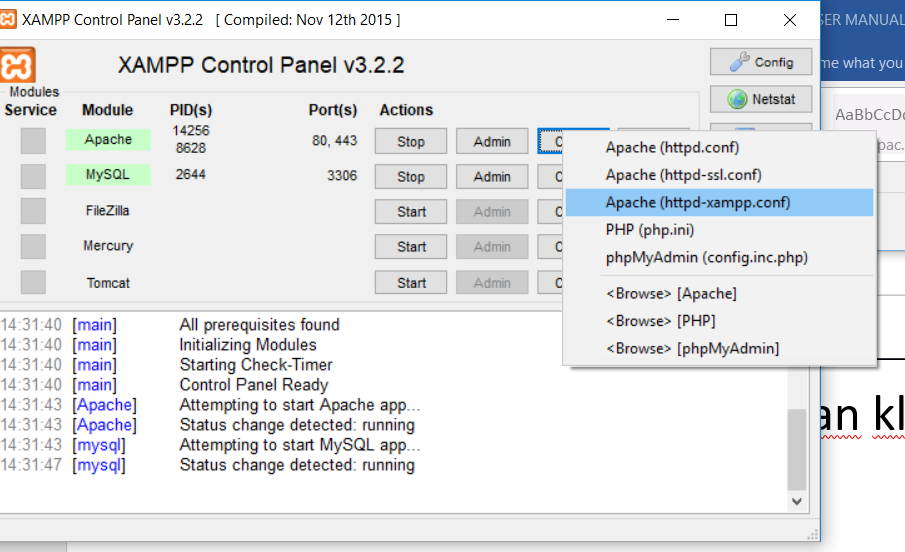 XAMPP Control Panel v3.2.2 [ Compiled: Nov 12th 2015 ]
SER MANUAL
XAMPP Control Panel v3.2.2
Config
me what you
Modules
Service Module PID(s) Port(s) Actions
Netstat
AaBbCcDc
Apache 14256 80, 443 Stop Admin
8628
pac.
MySQL 2644 3306 Stop Admin
FileZilla Start Admin
Mercury Start Admin
Tomcat Start Admin
Apache (httpd.conf)
Apache (httpd-ssl.conf)
Apache (httpd-xampp.conf)
PHP (php.ini)
phpMyAdmin (config.inc.php)
<Browse> [Apache]
<Browse> [PHP]
<Browse> [phpMyAdmin]
14:31:40 [main] All prerequisites found
14:31:40 [main] Initializing Modules
14:31:40 [main] Starting Check-Timer
14:31:40 [main] Control Panel Ready
14:31:43 [Apache] Attempting to start Apache app...
14:31:43 [Apache] Status change detected: running
14:31:43 [mysql] Attempting to start MySQL app...
14:31:47 [mysql] Status change detected: running
an kl